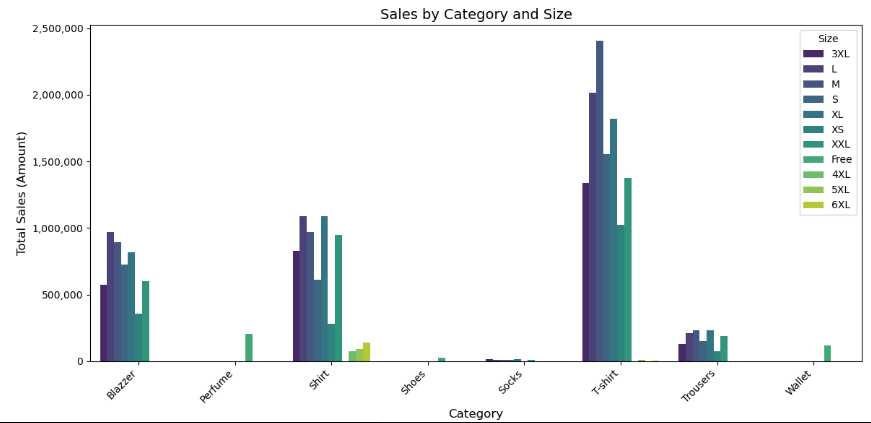 Sales by Category and Size
Total Sales (Amount)
2,500,000
2,000,000
1,500,000
1,000,000
500,000
0
Size
3XL
L
M
S
XL
XS
XXL
Free
4XL
5XL
6XL
Blazzer
Perfume
Shirt
Shoes
Socks
T-shirt
Trousers
Wallet
Category